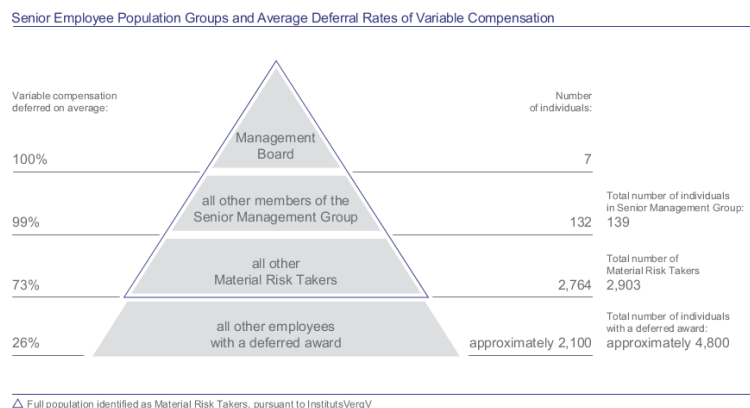 Senior Employee Population Groups and Average Deferral Rates of Variable Compensation
Variable compensation
deferred on average:
Number
of individuals:
Management
Board
100%
7
all other members of the
Senior Management Group
99%
132
Total number of individuals
in Senior Management Group:
139
all other
Material Risk Takers
73%
2,764
Total number of
Material Risk Takers
2,903
all other employees
with a deferred award
26%
approximately 2,100
Total number of individuals
with a deferred award:
approximately 4,800
Full population identified as Material Risk Takers, pursuant to InstitutsVergV